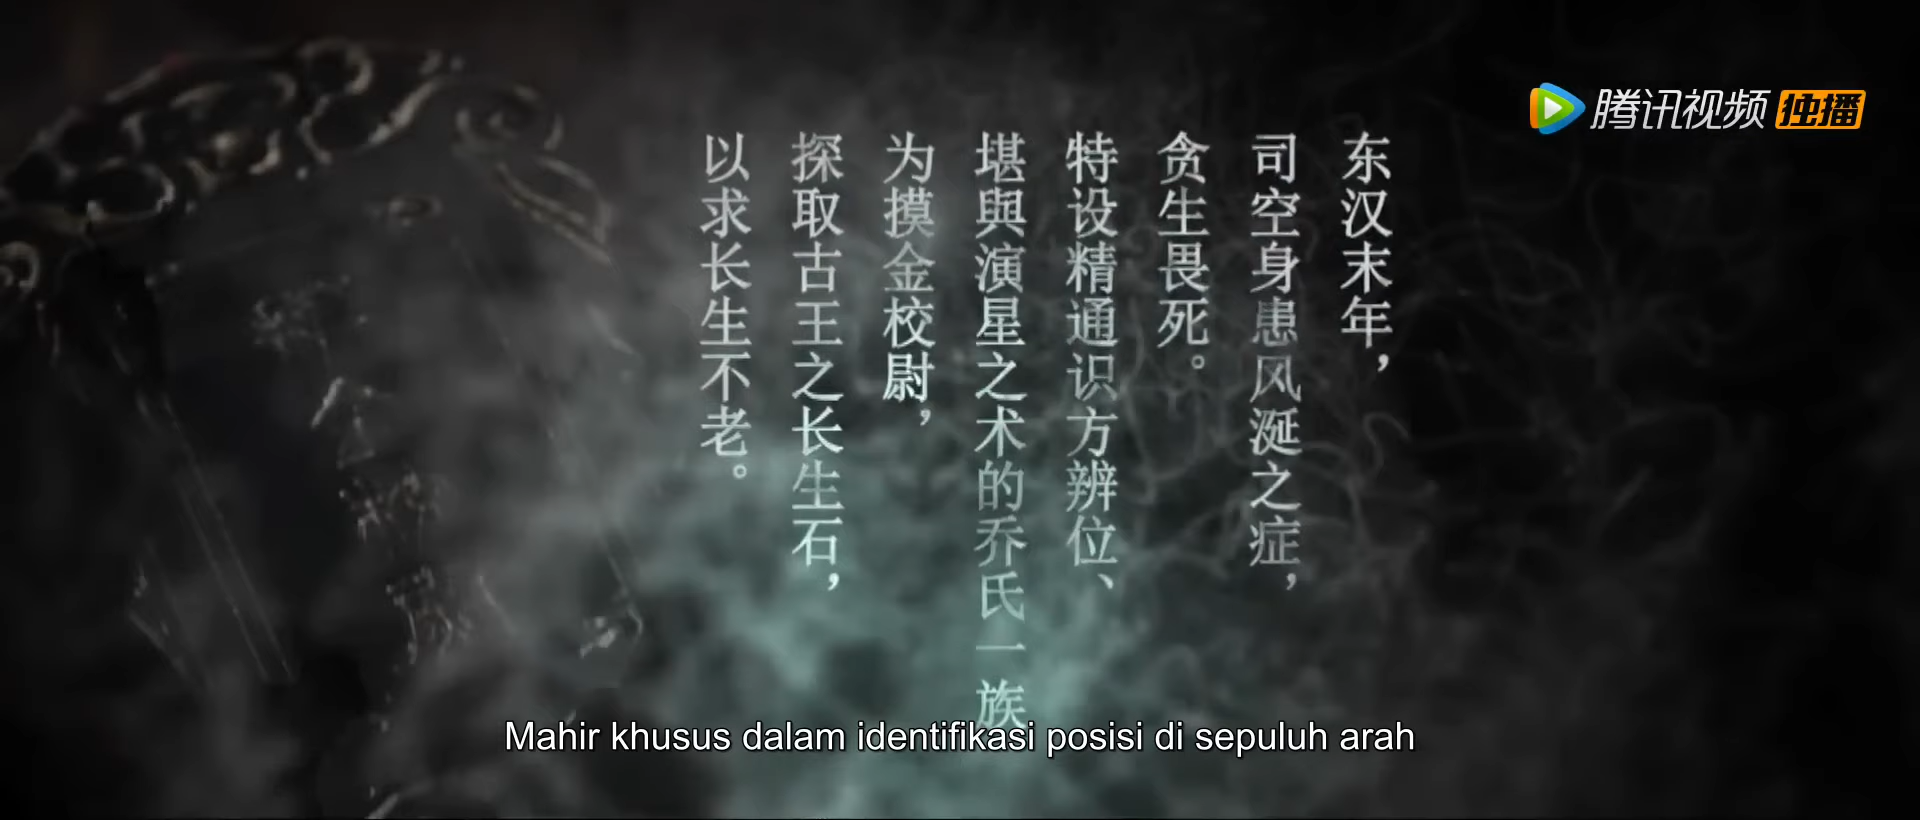 东汉末年，
司空身患风涎之症，
贪生畏死。
特设精通识方辨位、
堪舆演星之术的乔氏一族
为摸金校尉，
探取古王之长生石，
以求长生不老。
腾讯视频 独播
Mahir khusus dalam identifikasi posisi di sepuluh arah